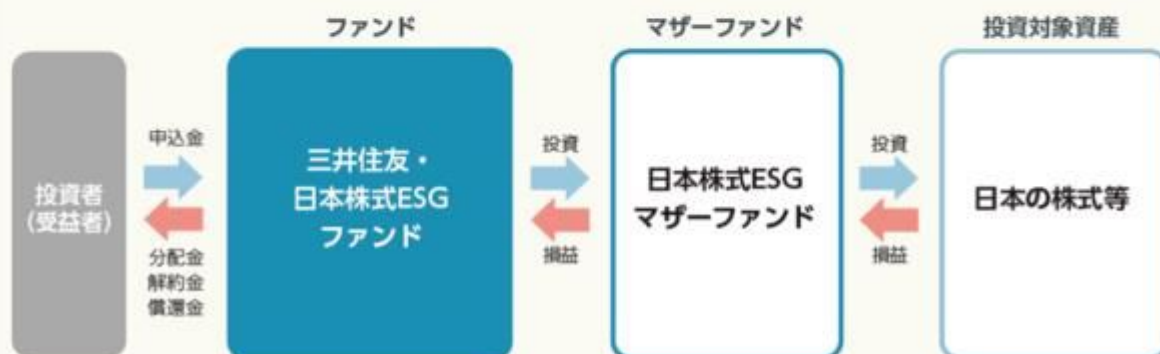 ファンド
マザーファンド
投資対象資産
投資者
(受益者)
申込金
分配金
解約金
償還金
三井住友・
日本株式ESG
ファンド
投資
損益
日本株式ESG
マザーファンド
投資
損益
日本の株式等